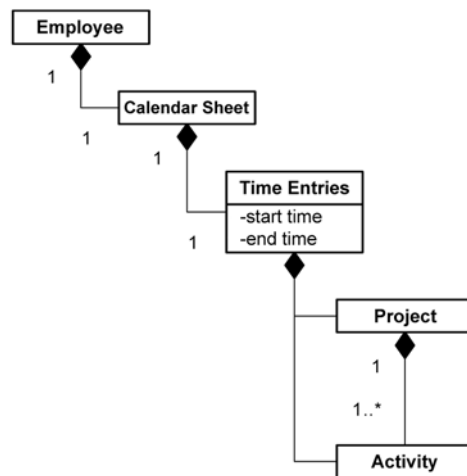 Employee
1
1
Calendar Sheet
1
1
Time Entries
-start time
-end time
Project
1
1..*
Activity